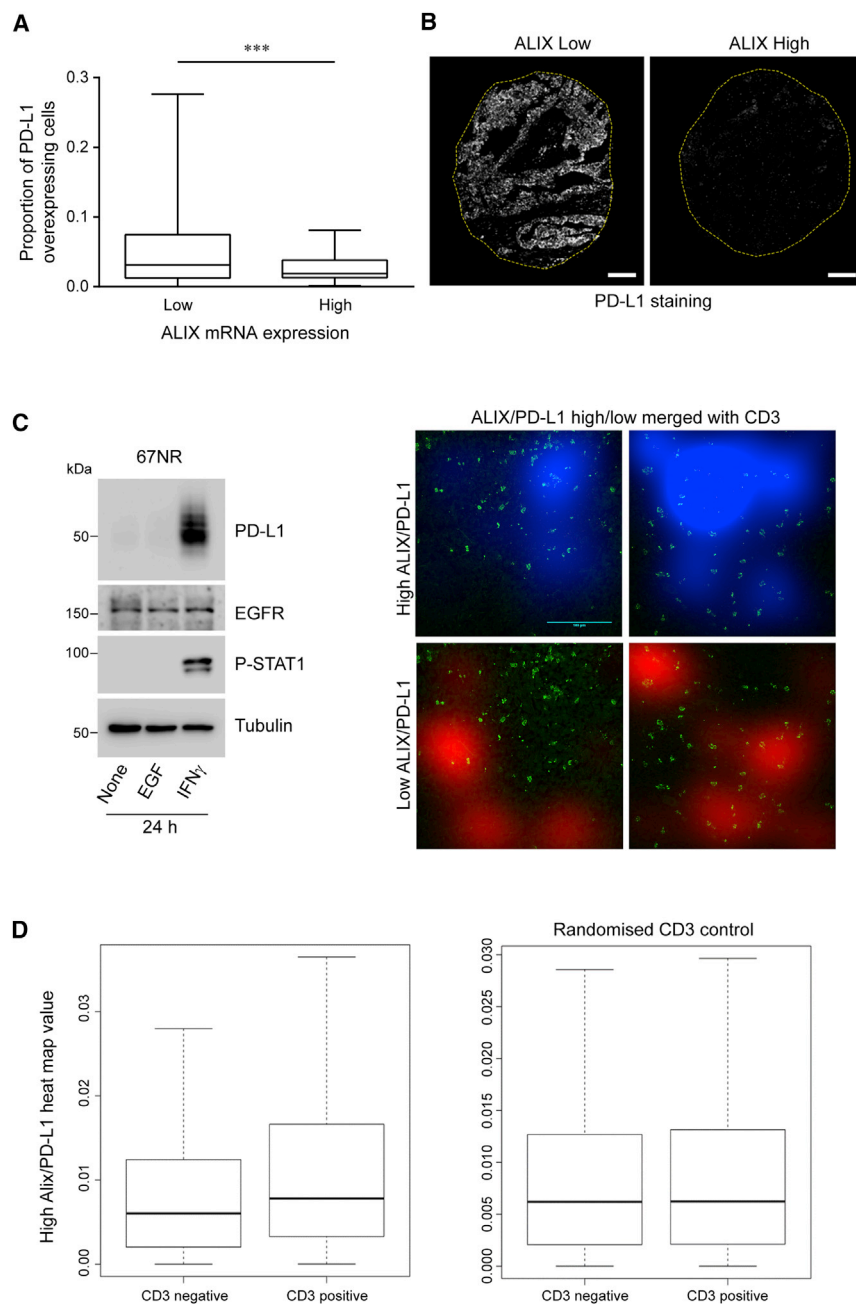 A
***
Proportion of PD-L1
overexpressing cells
0.3
0.2
0.1
0.0
Low
High
ALIX mRNA expression
B
ALIX Low
ALIX High
PD-L1 staining
C
67NR
kDa
50
PD-L1
150
EGFR
100
P-STAT1
50
Tubulin
None
EGF
IFNγ
24 h
ALIX/PD-L1 high/low merged with CD3
High ALIX/PD-L1
Low ALIX/PD-L1
D
High Alix/PD-L1 heat map value
0.03
0.02
0.01
0.00
CD3 negative
CD3 positive
Randomised CD3 control
0.030
0.025
0.020
0.015
0.010
0.005
0.000
CD3 negative
CD3 positive